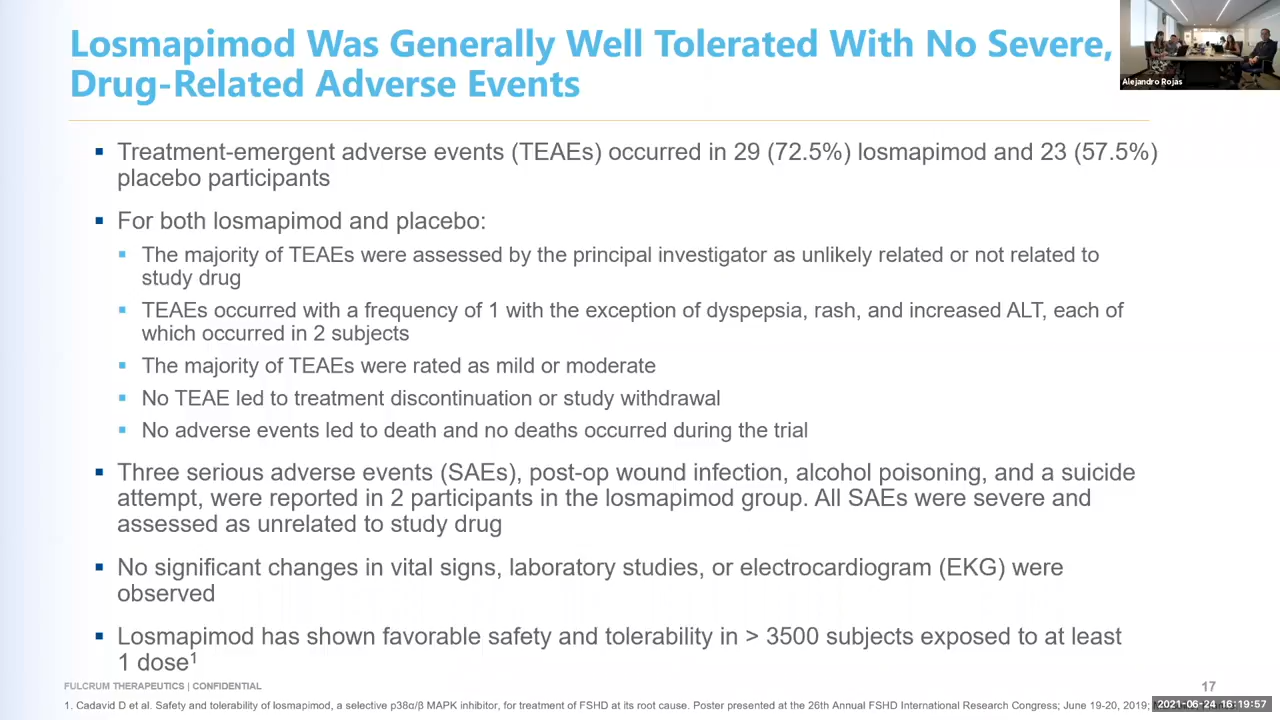 Losmapimod Was Generally Well Tolerated With No Severe,
Drug-Related Adverse Events
Alejandro Rojas
▪ Treatment-emergent adverse events (TEAEs) occurred in 29 (72.5%) losmapimod and 23 (57.5%)
placebo participants
▪ For both losmapimod and placebo:
▪ The majority of TEAEs were assessed by the principal investigator as unlikely related or not related to
study drug
▪ TEAEs occurred with a frequency of 1 with the exception of dyspepsia, rash, and increased ALT, each of
which occurred in 2 subjects
▪ The majority of TEAEs were rated as mild or moderate
▪ No TEAE led to treatment discontinuation or study withdrawal
▪ No adverse events led to death and no deaths occurred during the trial
▪ Three serious adverse events (SAEs), post-op wound infection, alcohol poisoning, and a suicide
attempt, were reported in 2 participants in the losmapimod group. All SAEs were severe and
assessed as unrelated to study drug
▪ No significant changes in vital signs, laboratory studies, or electrocardiogram (EKG) were
observed
▪ Losmapimod has shown favorable safety and tolerability in > 3500 subjects exposed to at least
1 dose¹
FULCRUM THERAPEUTICS | CONFIDENTIAL
17
1. Cadavid D et al. Safety and tolerability of losmapimod, a selective p38α/β MAPK inhibitor, for treatment of FSHD at its root cause. Poster presented at the 26th Annual FSHD International Research Congress; June 19-20, 2019;
2021-06-24 16:19:57